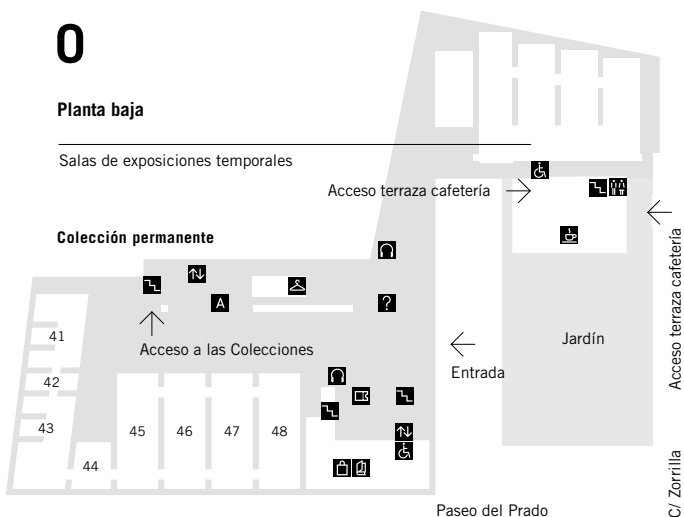 0
Planta baja
Salas de exposiciones temporales
Acceso terraza cafetería
Colección permanente
A
?
Acceso a las Colecciones
Entrada
Jardín
Acceso terraza cafetería
41
42
43
44
45
46
47
48
Paseo del Prado
C/ Zorrilla